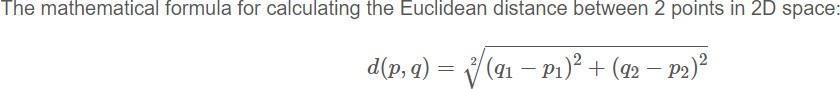 The mathematical formula for calculating the Euclidean distance between 2 points in 2D space:
d(p, q) = ²√(q₁ − p₁)² + (q₂ − p₂)²